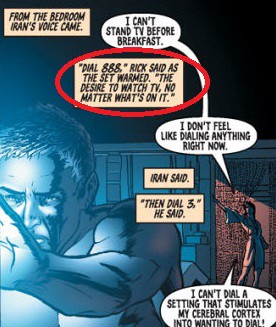 FROM THE BEDROOM
IRAN'S VOICE CAME.
I CAN'T
STAND TV BEFORE
BREAKFAST.
"DIAL 888," RICK SAID AS
THE SET WARMED. "THE
DESIRE TO WATCH TV, NO
MATTER WHAT'S ON IT."
I DON'T FEEL
LIKE DIALING ANYTHING
RIGHT NOW.
IRAN SAID.
"THEN DIAL 3,"
HE SAID.
I CAN'T DIAL A
SETTING THAT STIMULATES
MY CEREBRAL CORTEX
INTO WANTING TO DIAL!